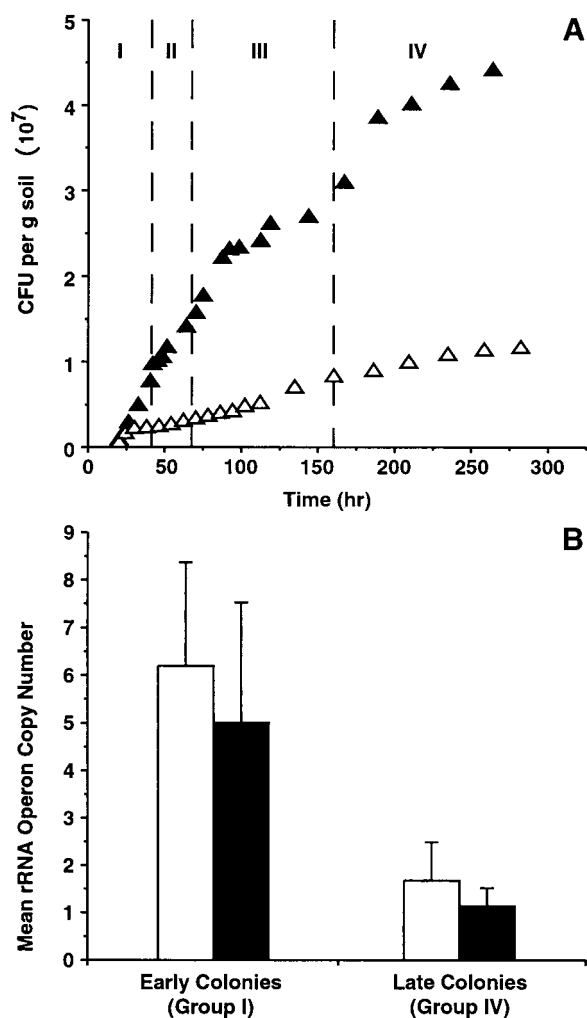 A
I II III IV
5
4
3
2
1
0
CFU per g soil (10⁷)
0 50 100 150 200 250 300
Time (hr)
B
9
8
7
6
5
4
3
2
1
0
Mean rRNA Operon Copy Number
Early Colonies Late Colonies
(Group I) (Group IV)